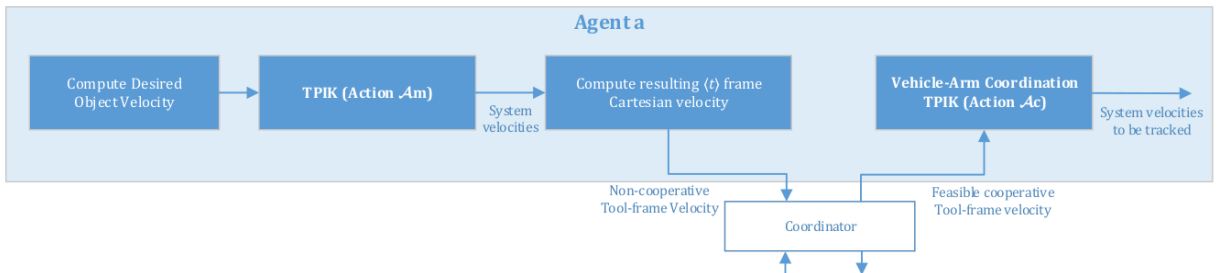 Agent a
Compute Desired
Object Velocity
TPIK (Action 𝒜m)
System
velocities
Compute resulting ⟨t⟩ frame
Cartesian velocity
Vehicle-Arm Coordination
TPIK (Action 𝒜c)
System velocities
to be tracked
Non-cooperative
Tool-frame Velocity
Feasible cooperative
Tool-frame velocity
Coordinator